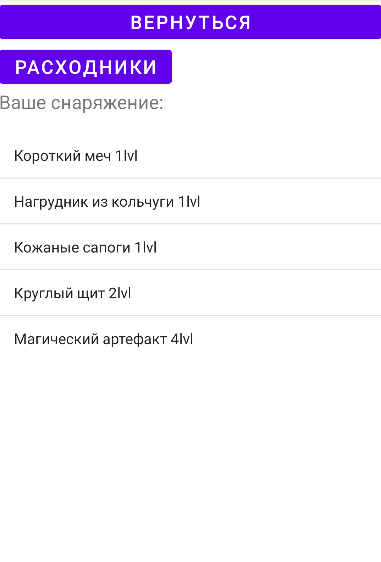 ВЕРНУТЬСЯ
РАСХОДНИКИ
Ваше снаряжение:
Короткий меч 1lvl
Нагрудник из кольчуги 1lvl
Кожаные сапоги 1lvl
Круглый щит 2lvl
Магический артефакт 4lvl